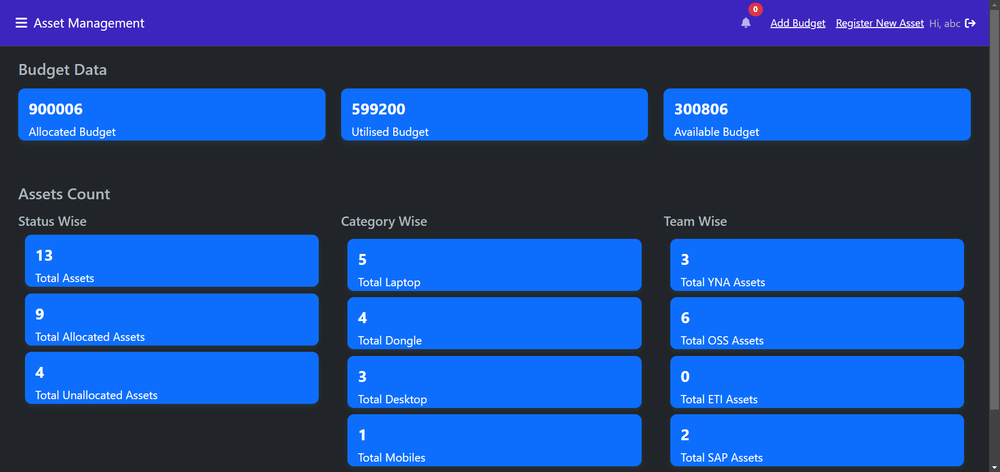 Asset Management
0
Add Budget
Register New Asset
Hi, abc
Budget Data
900006
Allocated Budget
599200
Utilised Budget
300806
Available Budget
Assets Count
Status Wise
13
Total Assets
9
Total Allocated Assets
4
Total Unallocated Assets
Category Wise
5
Total Laptop
4
Total Dongle
3
Total Desktop
1
Total Mobiles
Team Wise
3
Total YNA Assets
6
Total OSS Assets
0
Total ETI Assets
2
Total SAP Assets